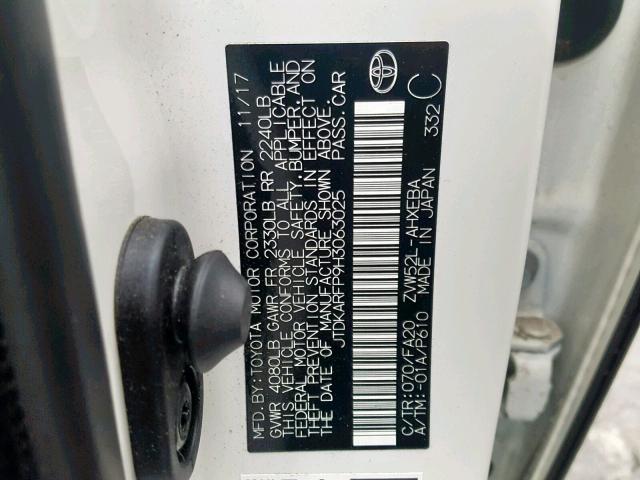 MFD. BY: TOYOTA MOTOR CORPORATION 11/17
GVWR 4080LB GAWR FR 2330LB RR 2240LB
THIS VEHICLE CONFORMS TO ALL APPLICABLE
FEDERAL MOTOR VEHICLE SAFETY, BUMPER, AND
THEFT PREVENTION STANDARDS IN EFFECT ON
THE DATE OF MANUFACTURE SHOWN ABOVE.
JTDKARFP9H3063025 PASS. CAR
C/TR: 070/FA20 ZVW52L-AHXEBA
A/TM: -01A/P610 MADE IN JAPAN 332 C